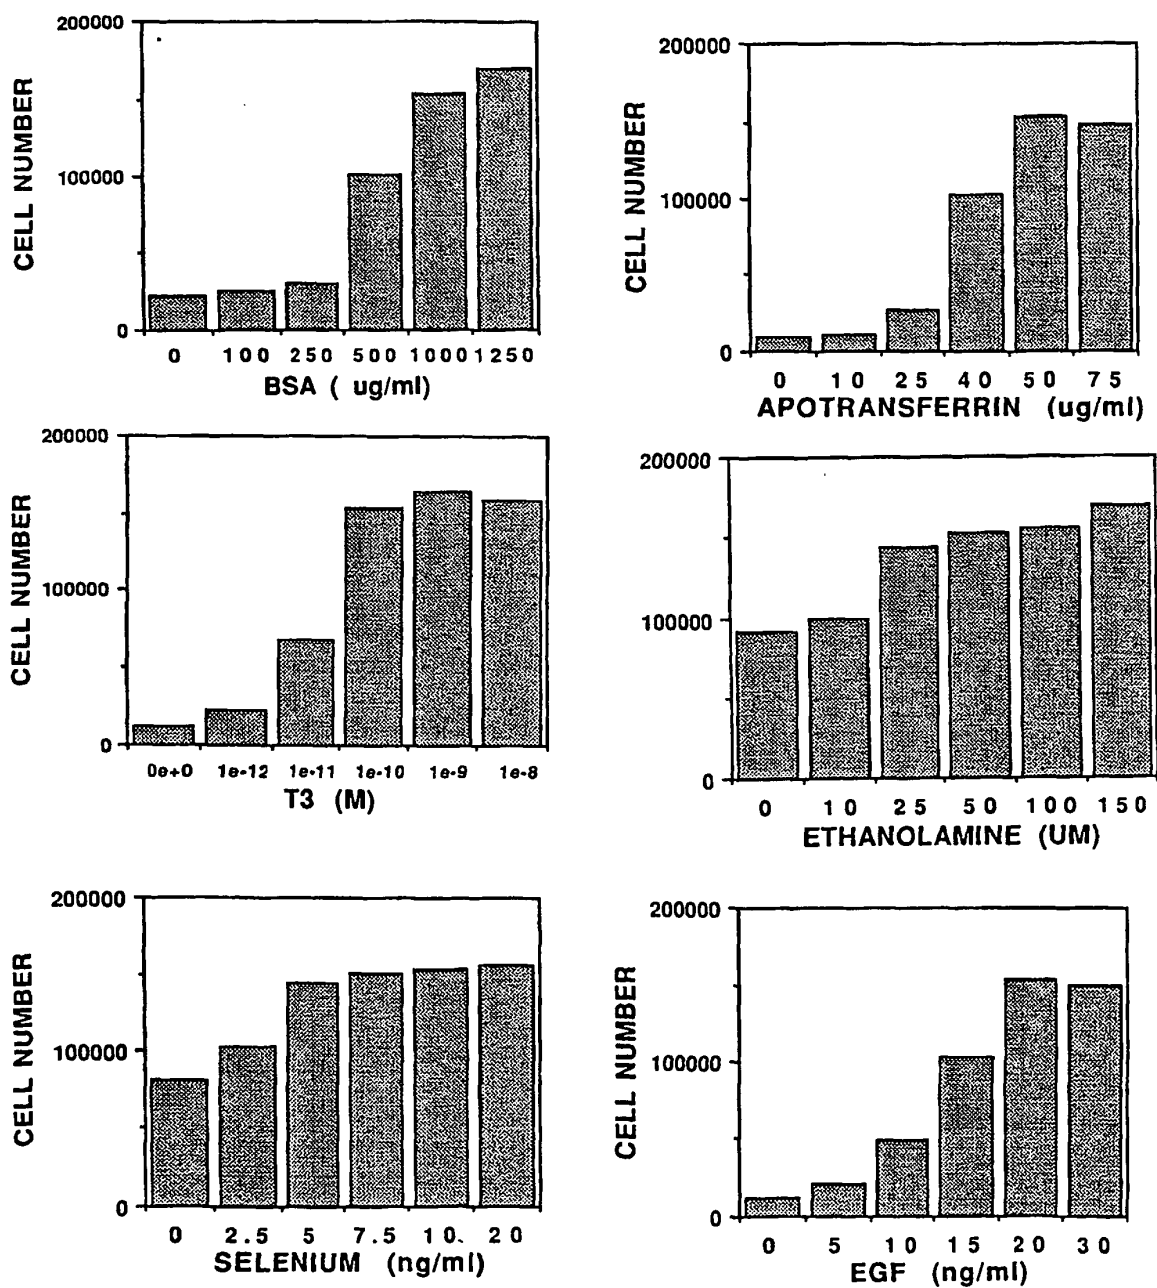 200000
100000
0
CELL NUMBER
0 100 250 500 1000 1250
BSA ( ug/ml)
200000
100000
0
CELL NUMBER
0 10 25 40 50 75
APOTRANSFERRIN (ug/ml)
200000
100000
0
CELL NUMBER
0e+0 1e-12 1e-11 1e-10 1e-9 1e-8
T3 (M)
200000
100000
0
CELL NUMBER
0 10 25 50 100 150
ETHANOLAMINE (UM)
200000
100000
0
CELL NUMBER
0 2.5 5 7.5 10 20
SELENIUM (ng/ml)
200000
100000
0
CELL NUMBER
0 5 10 15 20 30
EGF (ng/ml)